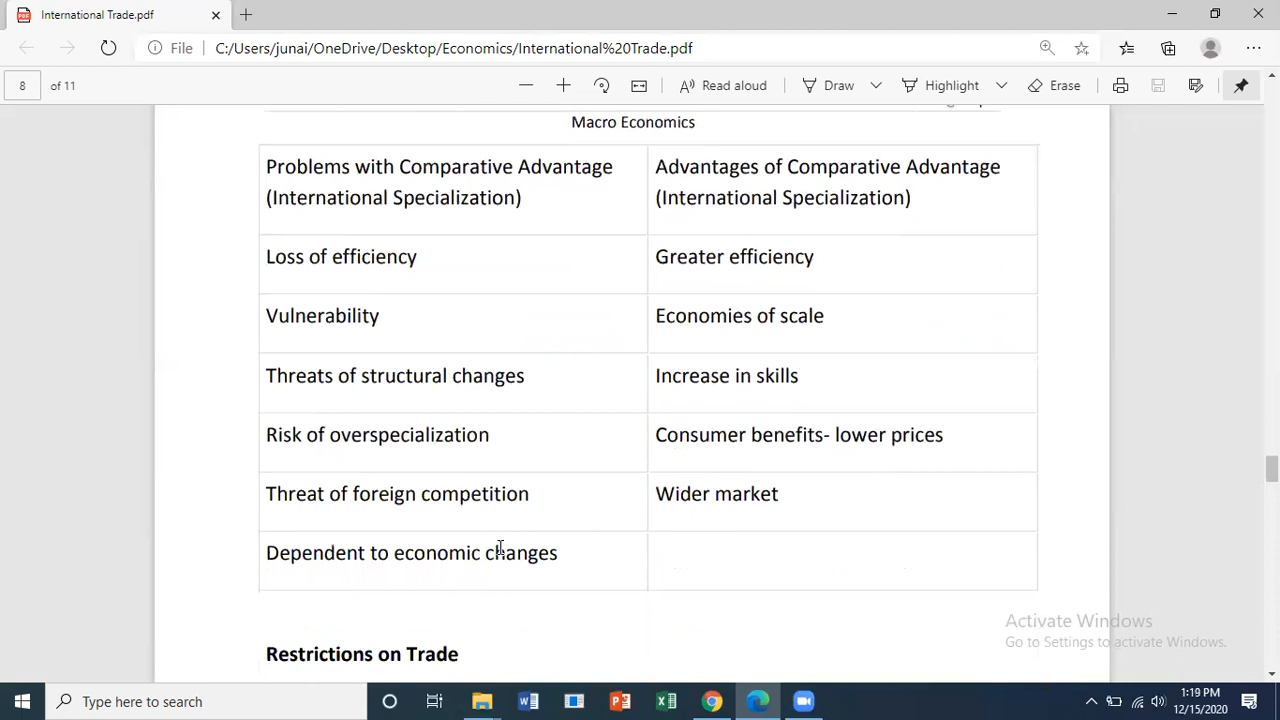 International Trade.pdf
File
C:/Users/junai/OneDrive/Desktop/Economics/International%20Trade.pdf
8
of 11
Read aloud
Draw
Highlight
Erase
Macro Economics
Problems with Comparative Advantage
(International Specialization)
Advantages of Comparative Advantage
(International Specialization)
Loss of efficiency
Greater efficiency
Vulnerability
Economies of scale
Threats of structural changes
Increase in skills
Risk of overspecialization
Consumer benefits- lower prices
Threat of foreign competition
Wider market
Dependent to economic changes
Restrictions on Trade
Activate Windows
Go to Settings to activate Windows.
Type here to search
1:19 PM
12/15/2020